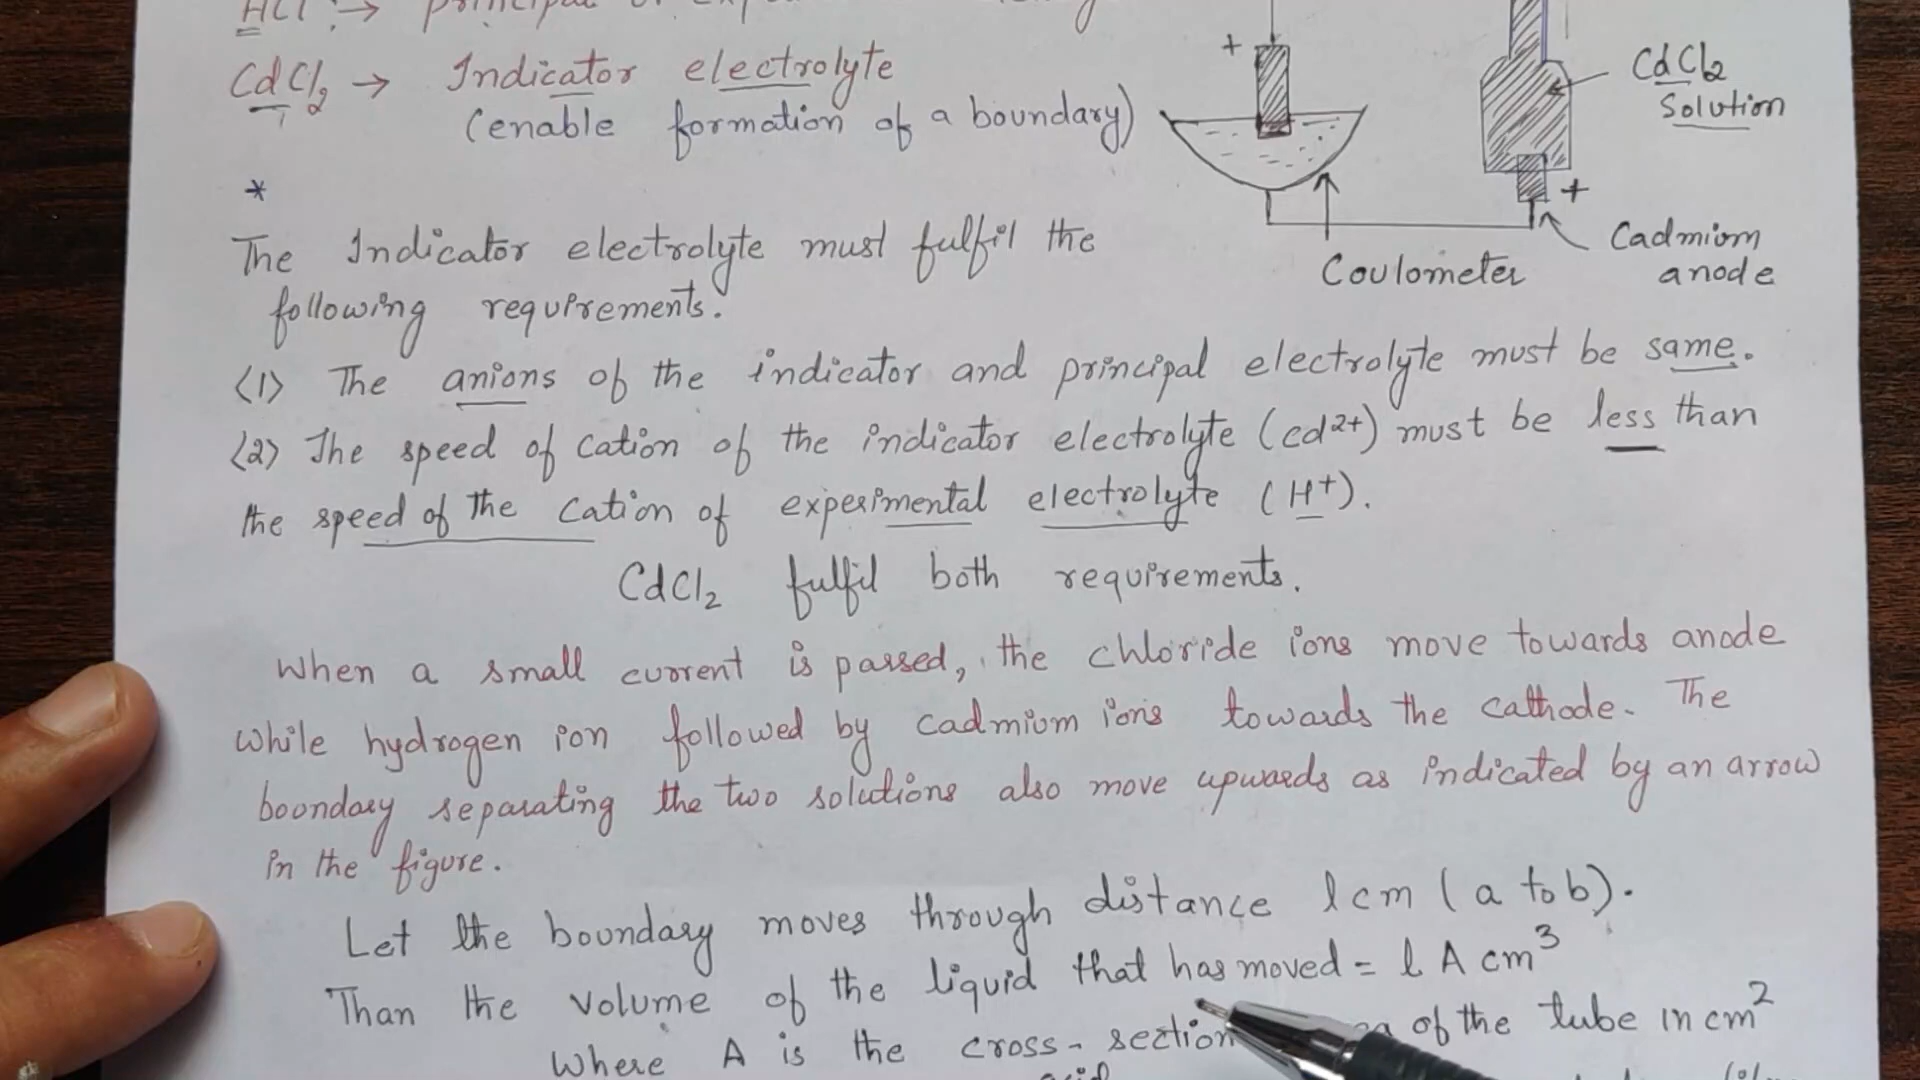 HCl :→ principal or
CdCl2 → Indicator electrolyte
(enable formation of a boundary)
+
CdCl2
Solution
+
Cadmiom
anode
Coulometer
*
The Indicator electrolyte must fulfil the
following requirements.
(1) The anions of the indicator and principal electrolyte must be same.
(2) The speed of cation of the indicator electrolyte (cd2+) must be less than
the speed of the cation of experimental electrolyte (H+).
CdCl2 fulfil both requirements.
When a small current is passed, the chloride ions move towards anode
while hydrogen ion followed by cadmium ions towards the cathode. The
boundary separating the two solutions also move upwards as indicated by an arrow
in the figure.
Let the boundary moves through distance l cm (a to b).
Than the volume of the liquid that has moved = l A cm3
Where A is the cross-section of the tube in cm2
acid